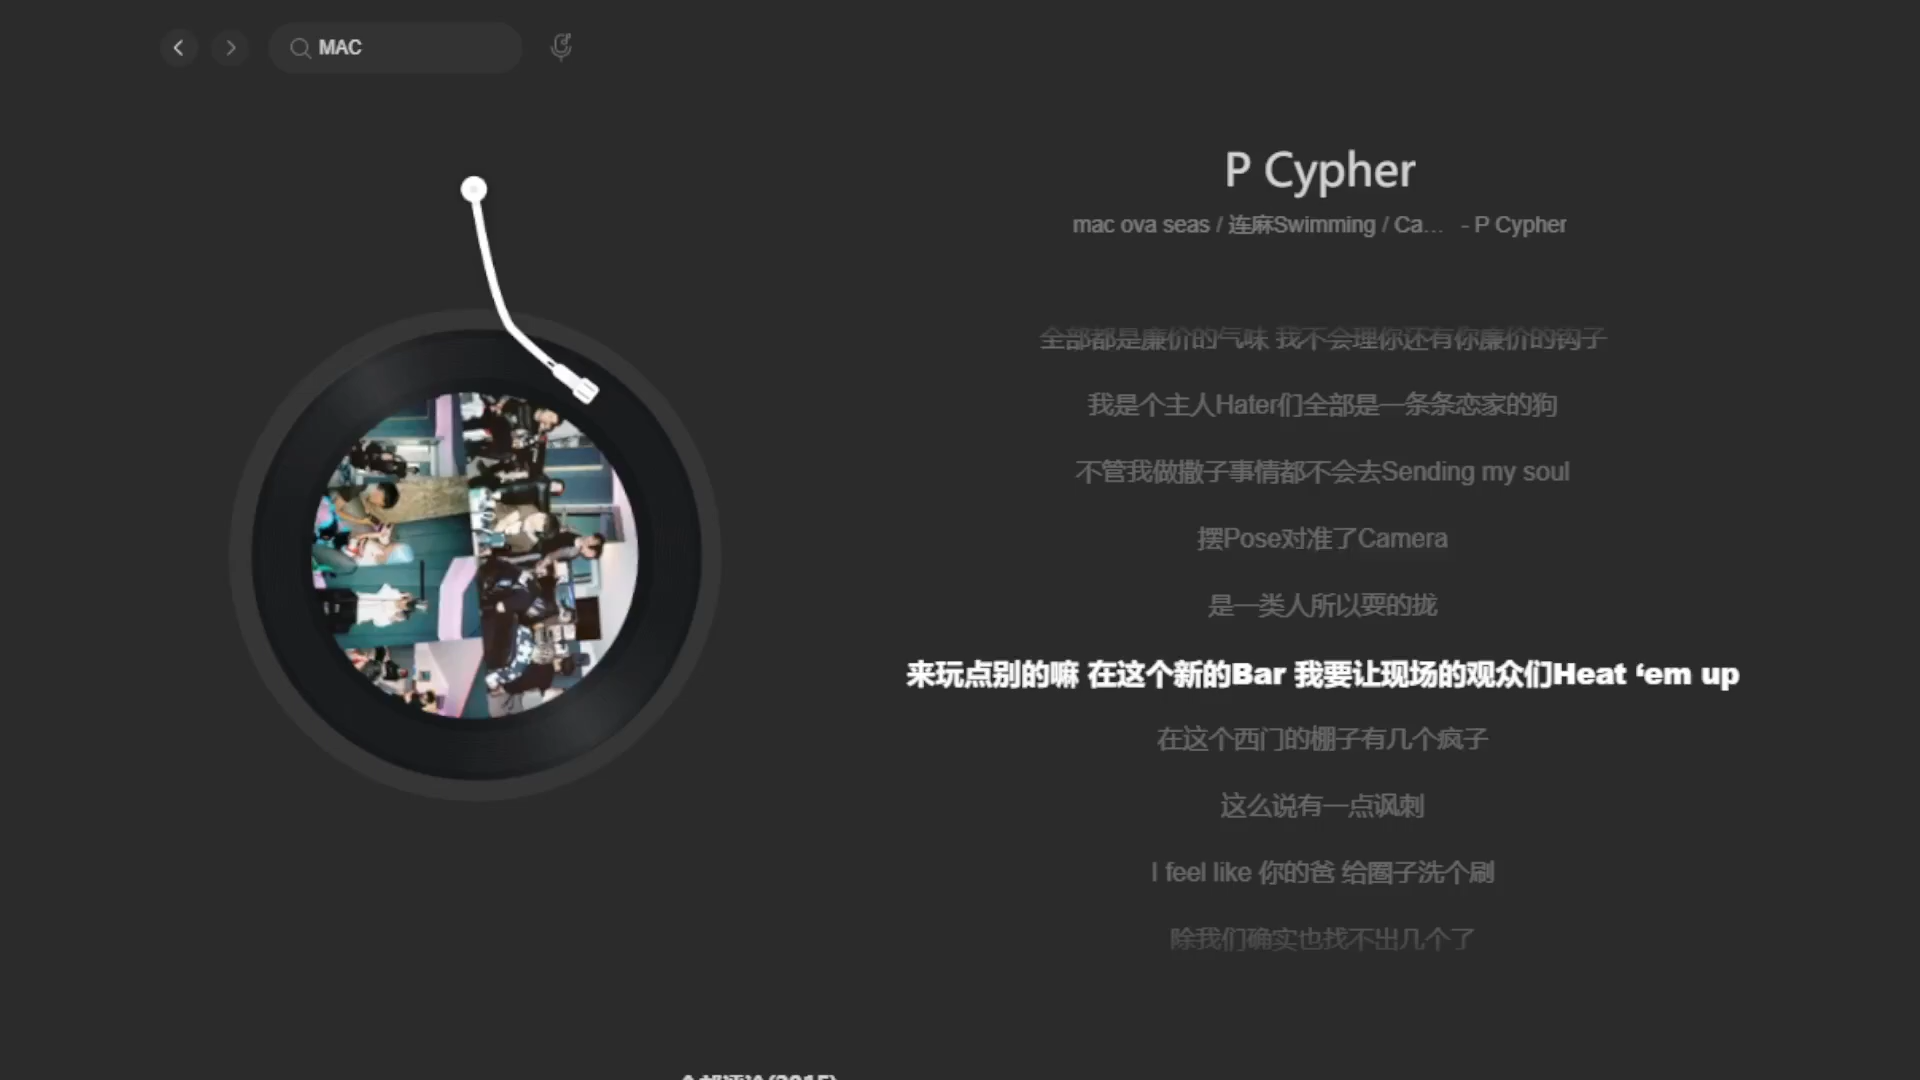 MAC
P Cypher
mac ova seas / 连麻Swimming / Ca... - P Cypher
全部都是廉价的气味 我不会理你还有你廉价的钩子
我是个主人Hater们全部是一条条恋家的狗
不管我做撒子事情都不会去Sending my soul
摆Pose对准了Camera
是一类人所以耍的拢
来玩点别的嘛 在这个新的Bar 我要让现场的观众们Heat ‘em up
在这个西门的棚子有几个疯子
这么说有一点讽刺
I feel like 你的爸 给圈子洗个刷
除我们确实也找不出几个了
全部评论(2015)